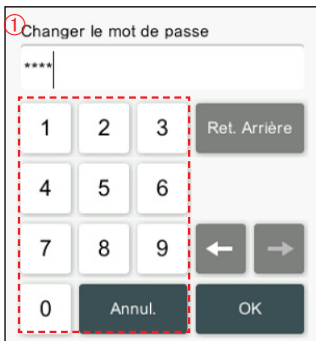 ①Changer le mot de passe
****
1 2 3 Ret. Arrière
4 5 6
7 8 9 ← →
0 Annul. OK